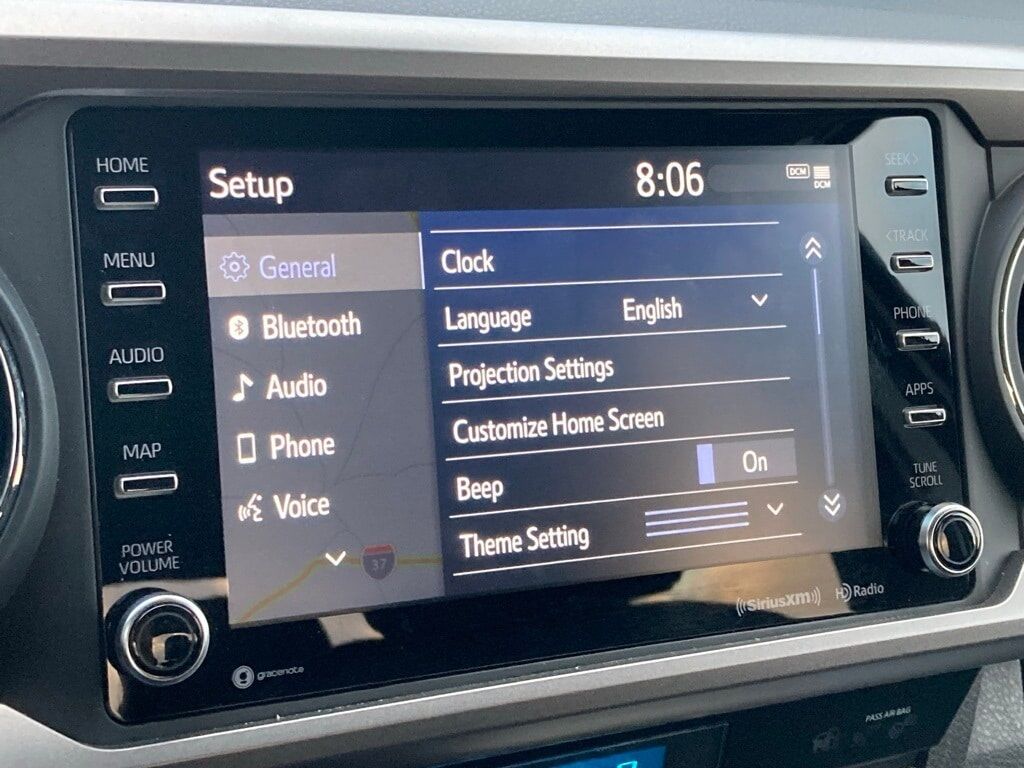 HOME
MENU
AUDIO
MAP
POWER
VOLUME
Setup
8:06
DCM
DCM
General
Bluetooth
Audio
Phone
Voice
37
Clock
Language English
Projection Settings
Customize Home Screen
Beep On
Theme Setting
SEEK >
< TRACK
PHONE
APPS
TUNE
SCROLL
gracenote
((SiriusXM))
HD Radio
PASS AIR BAG